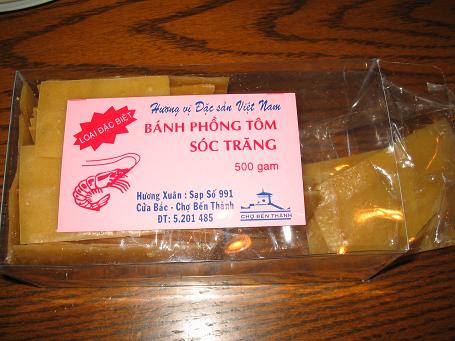 Hương vị Đặc sản Việt Nam
LOẠI ĐẶC BIỆT
BÁNH PHỒNG TÔM
SÓC TRĂNG
500 gam
Hương Xuân : Sạp Số 991
Cửa Bắc - Chợ Bến Thành
ĐT: 5.201 485
CHỢ BẾN THÀNH